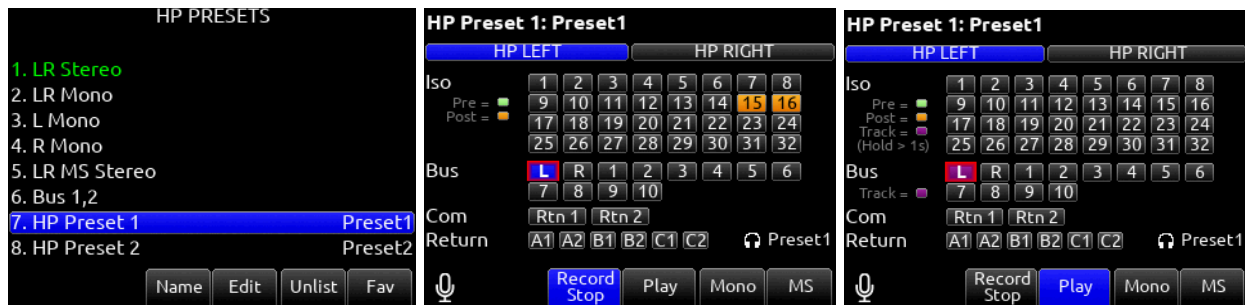 HP PRESETS
1. LR Stereo
2. LR Mono
3. L Mono
4. R Mono
5. LR MS Stereo
6. Bus 1,2
7. HP Preset 1 Preset1
8. HP Preset 2 Preset2
Name Edit Unlist Fav
HP Preset 1: Preset1
HP LEFT HP RIGHT
Iso 1 2 3 4 5 6 7 8
Pre = 9 10 11 12 13 14 15 16
Post = 17 18 19 20 21 22 23 24
25 26 27 28 29 30 31 32
Bus L R 1 2 3 4 5 6
7 8 9 10
Com Rtn 1 Rtn 2
Return A1 A2 B1 B2 C1 C2 Preset1
Record Stop Play Mono MS
HP Preset 1: Preset1
HP LEFT HP RIGHT
Iso 1 2 3 4 5 6 7 8
Pre = 9 10 11 12 13 14 15 16
Post = 17 18 19 20 21 22 23 24
Track =
(Hold > 1s) 25 26 27 28 29 30 31 32
Bus L R 1 2 3 4 5 6
Track = 7 8 9 10
Com Rtn 1 Rtn 2
Return A1 A2 B1 B2 C1 C2 Preset1
Record Stop Play Mono MS